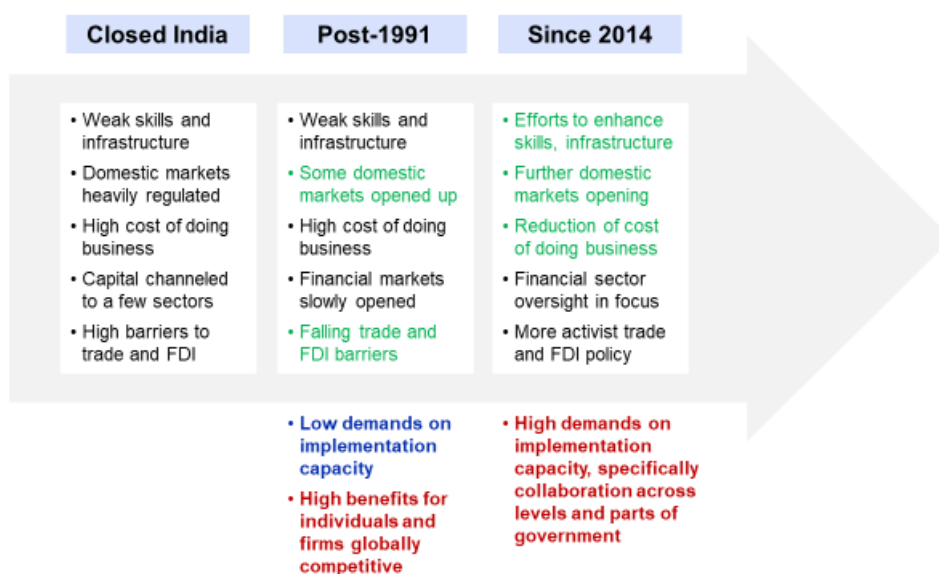 Closed India
Post-1991
Since 2014
• Weak skills and
infrastructure
• Domestic markets
heavily regulated
• High cost of doing
business
• Capital channeled
to a few sectors
• High barriers to
trade and FDI
• Weak skills and
infrastructure
• Some domestic
markets opened up
• High cost of doing
business
• Financial markets
slowly opened
• Falling trade and
FDI barriers
• Efforts to enhance
skills, infrastructure
• Further domestic
markets opening
• Reduction of cost
of doing business
• Financial sector
oversight in focus
• More activist trade
and FDI policy
• Low demands on
implementation
capacity
• High benefits for
individuals and
firms globally
competitive
• High demands on
implementation
capacity, specifically
collaboration across
levels and parts of
government